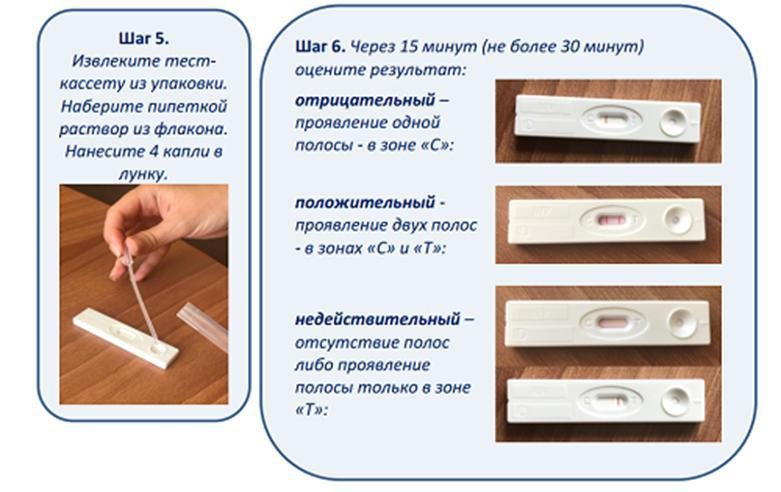 Шаг 5.
Извлеките тест-
кассету из упаковки.
Наберите пипеткой
раствор из флакона.
Нанесите 4 капли в
лунку.
Шаг 6. Через 15 минут (не более 30 минут)
оцените результат:
отрицательный –
проявление одной
полосы - в зоне «С»:
положительный -
проявление двух полос
- в зонах «С» и «Т»:
недействительный –
отсутствие полос
либо проявление
полосы только в зоне
«Т»: